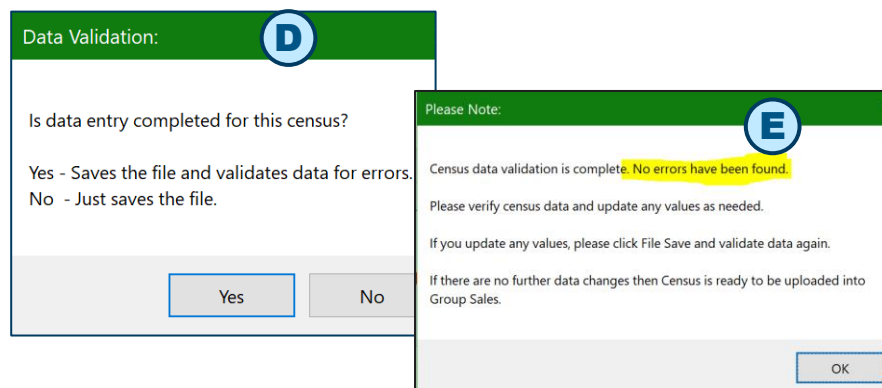 Data Validation:
D
Is data entry completed for this census?
Yes - Saves the file and validates data for errors.
No - Just saves the file.
Yes
No
Please Note:
E
Census data validation is complete. No errors have been found.
Please verify census data and update any values as needed.
If you update any values, please click File Save and validate data again.
If there are no further data changes then Census is ready to be uploaded into
Group Sales.
OK